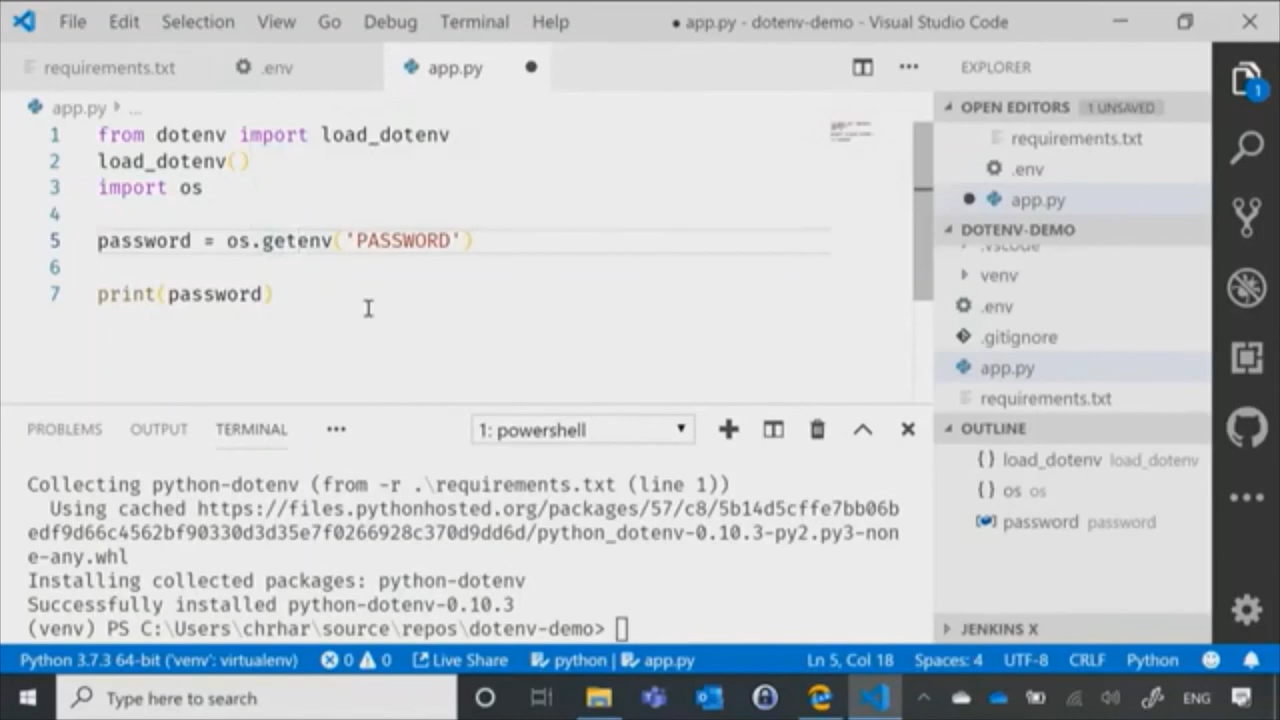 File Edit Selection View Go Debug Terminal Help ● app.py - dotenv-demo - Visual Studio Code
requirements.txt .env app.py ●
EXPLORER
app.py ...
1 from dotenv import load_dotenv
2 load_dotenv()
3 import os
4
5 password = os.getenv('PASSWORD')
6
7 print(password)
OPEN EDITORS 1 UNSAVED
requirements.txt
.env
● app.py
DOTENV-DEMO
.vscode
venv
.env
.gitignore
app.py
requirements.txt
OUTLINE
{} load_dotenv load_dotenv
{} os os
password password
JENKINS X
1
PROBLEMS OUTPUT TERMINAL ... 1: powershell
Collecting python-dotenv (from -r .\requirements.txt (line 1))
Using cached https://files.pythonhosted.org/packages/57/c8/5b14d5cffe7bb06b
edf9d66c4562bf90330d3d35e7f0266928c370d9dd6d/python_dotenv-0.10.3-py2.py3-non
e-any.whl
Installing collected packages: python-dotenv
Successfully installed python-dotenv-0.10.3
(venv) PS C:\Users\chrhar\source\repos\dotenv-demo>
Python 3.7.3 64-bit ('venv': virtualenv) 0 0 Live Share python | app.py Ln 5, Col 18 Spaces: 4 UTF-8 CRLF Python
Type here to search ENG